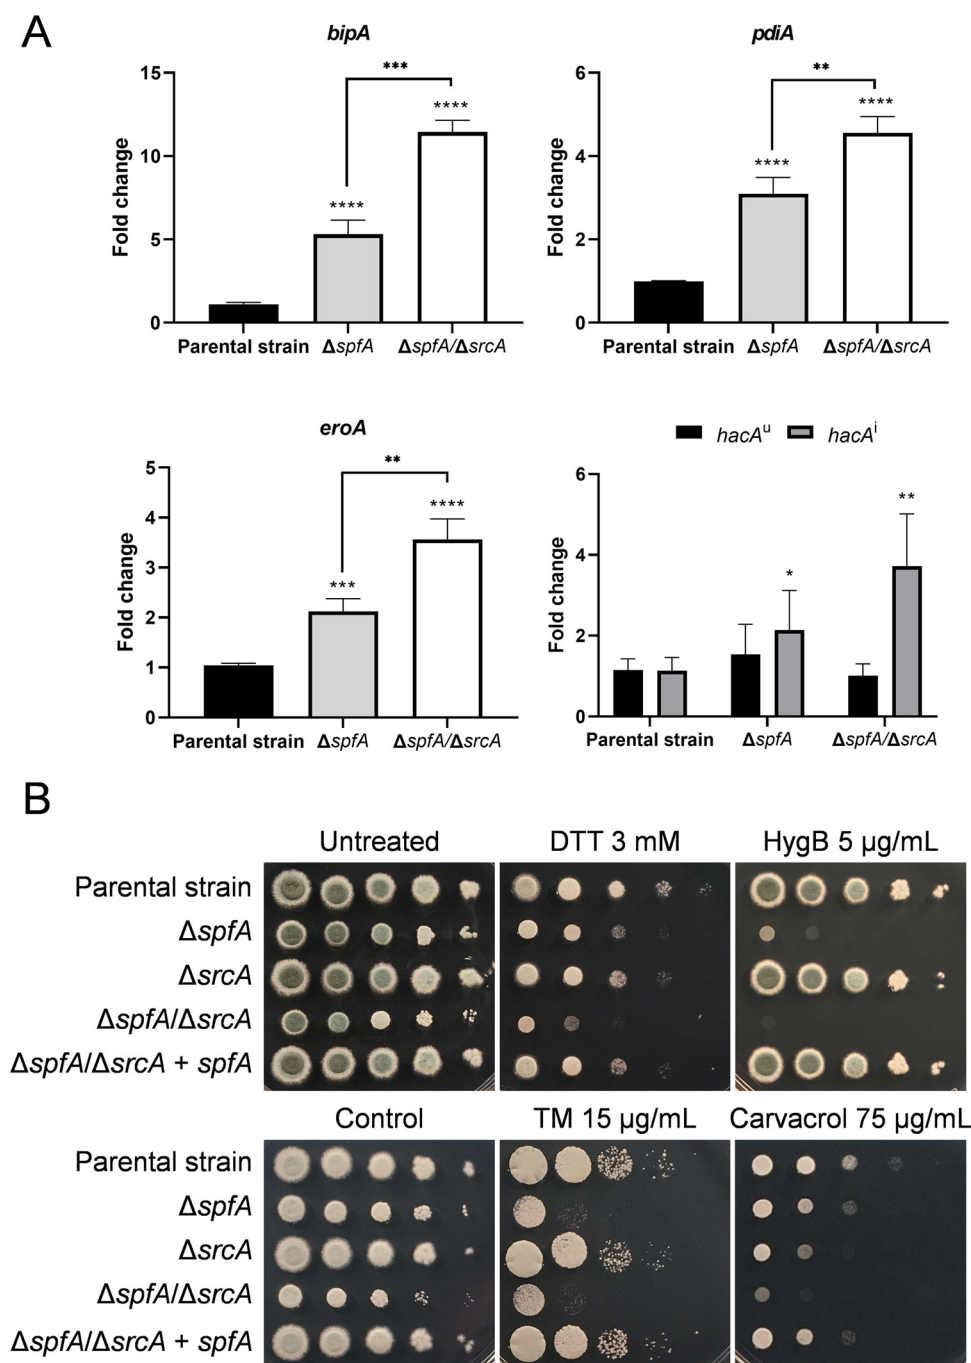 A
bipA
15
10
5
0
Fold change
***
****
****
Parental strain ΔspfA ΔspfA/ΔsrcA
pdiA
6
4
2
0
Fold change
**
****
****
Parental strain ΔspfA ΔspfA/ΔsrcA
eroA
5
4
3
2
1
0
Fold change
**
***
****
Parental strain ΔspfA ΔspfA/ΔsrcA
hacAᵘ hacAⁱ
6
4
2
0
Fold change
*
**
Parental strain ΔspfA ΔspfA/ΔsrcA
B
Untreated DTT 3 mM HygB 5 µg/mL
Parental strain
ΔspfA
ΔsrcA
ΔspfA/ΔsrcA
ΔspfA/ΔsrcA + spfA
Control TM 15 µg/mL Carvacrol 75 µg/mL
Parental strain
ΔspfA
ΔsrcA
ΔspfA/ΔsrcA
ΔspfA/ΔsrcA + spfA